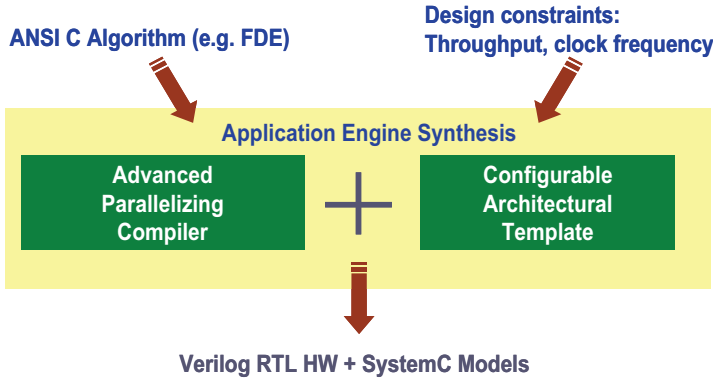 ANSI C Algorithm (e.g. FDE)
Design constraints:
Throughput, clock frequency
Application Engine Synthesis
Advanced
Parallelizing
Compiler
Configurable
Architectural
Template
Verilog RTL HW + SystemC Models